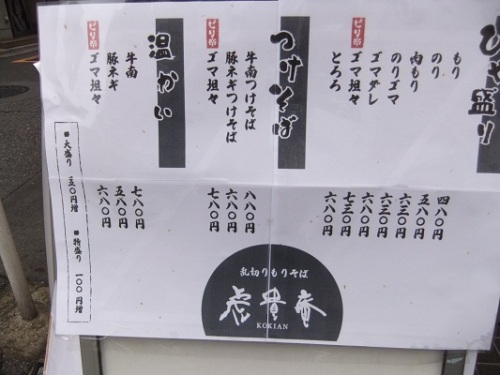 ひや盛り
もり 四八〇円
のり 五八〇円
肉もり 六三〇円
のりゴマ 六三〇円
ゴマダレ 六八〇円
ピリ辛 ゴマ坦々 七三〇円
とろろ 六八〇円
つけそば
牛南つけそば 八八〇円
豚ネギつけそば 六八〇円
ピリ辛 ゴマ坦々 七八〇円
温かい
牛南 七八〇円
豚ネギ 五八〇円
ピリ辛 ゴマ坦々 六八〇円
■大盛り 五〇円増 ■特盛り 一〇〇円増
乱切りもりそば
虎貴庵
KOKIAN